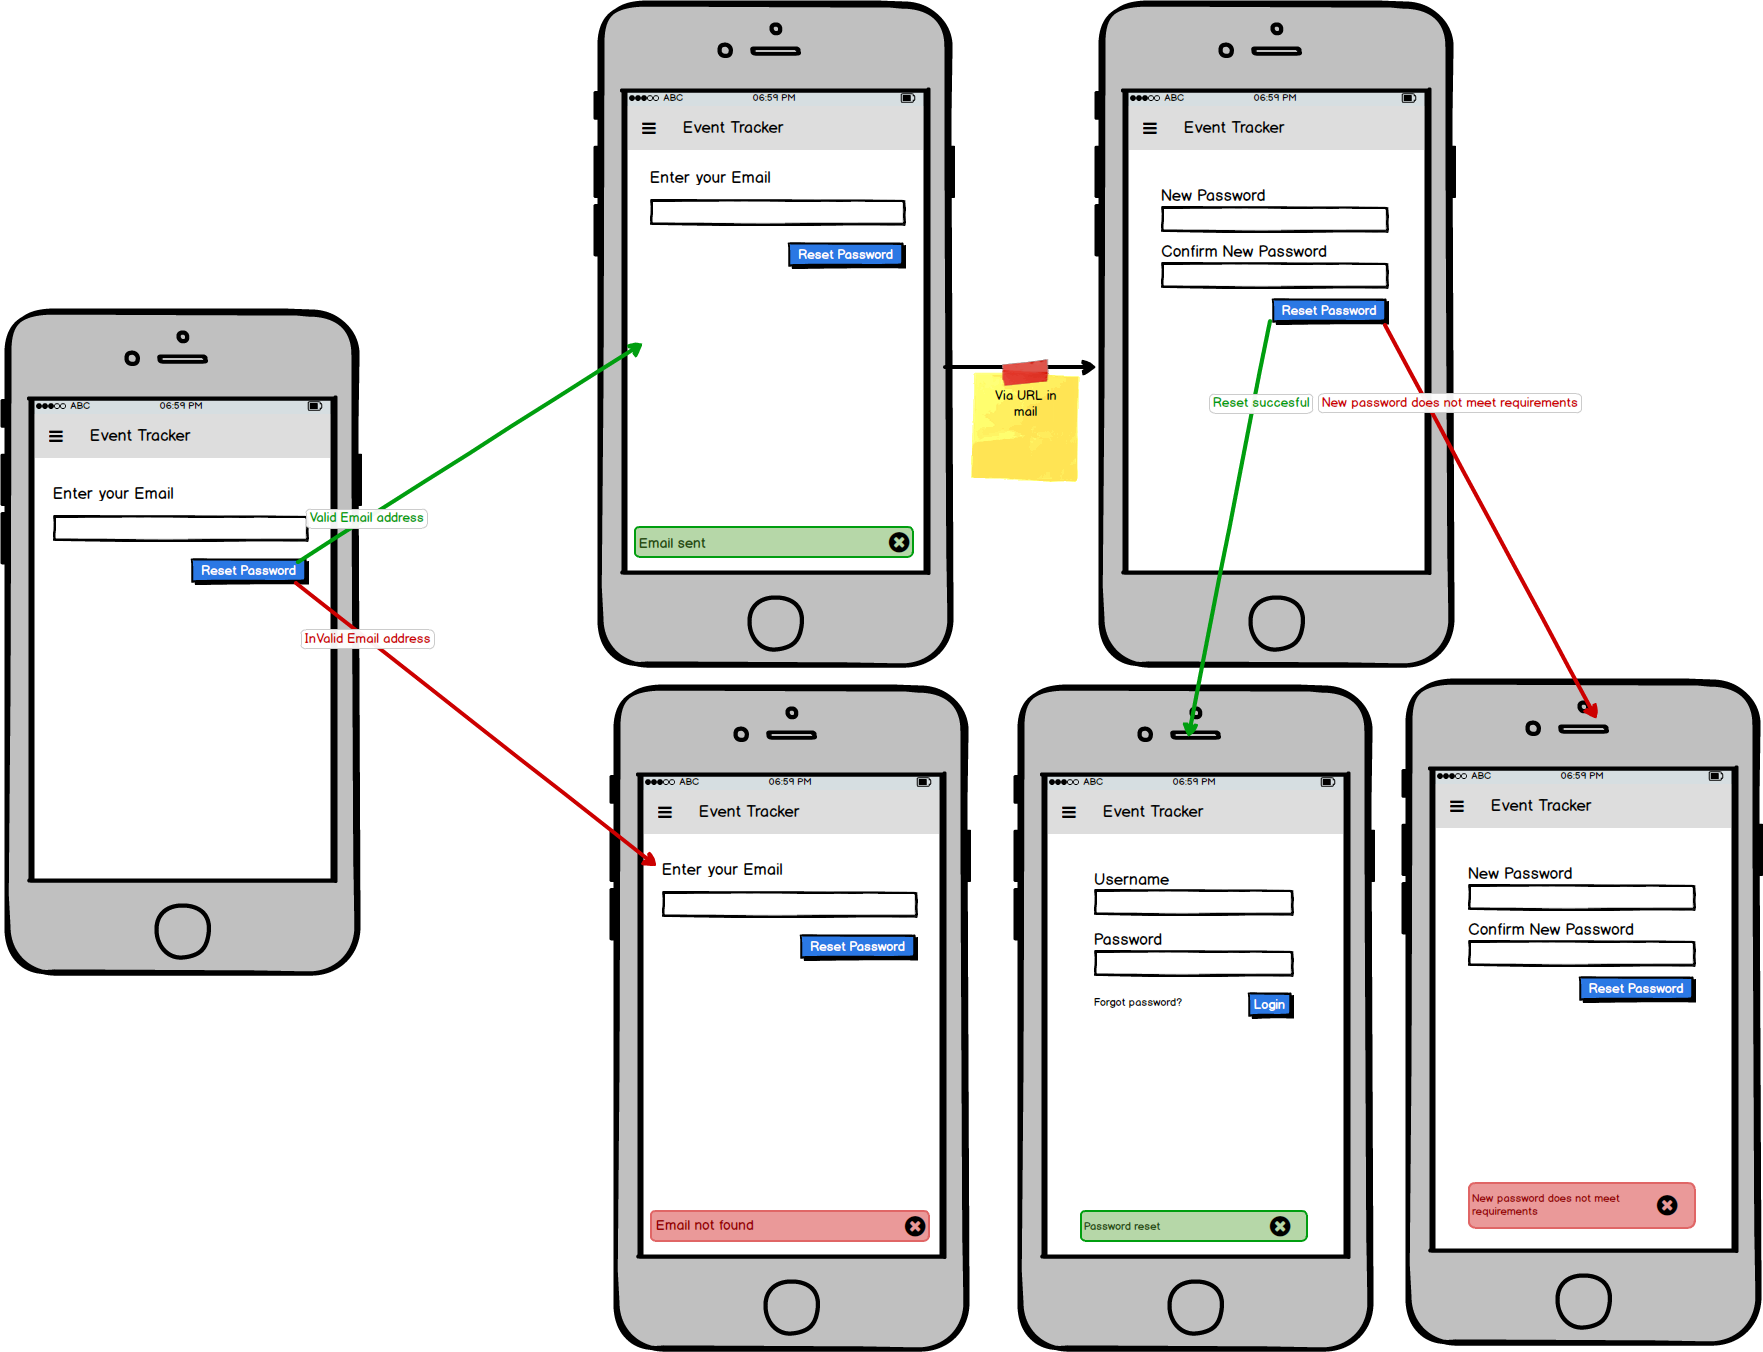 ABC 06:59 PM
Event Tracker
Enter your Email
Reset Password
Valid Email address
InValid Email address
ABC 06:59 PM
Event Tracker
Enter your Email
Reset Password
Email sent
Via URL in
mail
ABC 06:59 PM
Event Tracker
New Password
Confirm New Password
Reset Password
Reset succesful
New password does not meet requirements
ABC 06:59 PM
Event Tracker
Enter your Email
Reset Password
Email not found
ABC 06:59 PM
Event Tracker
Username
Password
Forgot password?
Login
Password reset
ABC 06:59 PM
Event Tracker
New Password
Confirm New Password
Reset Password
New password does not meet
requirements